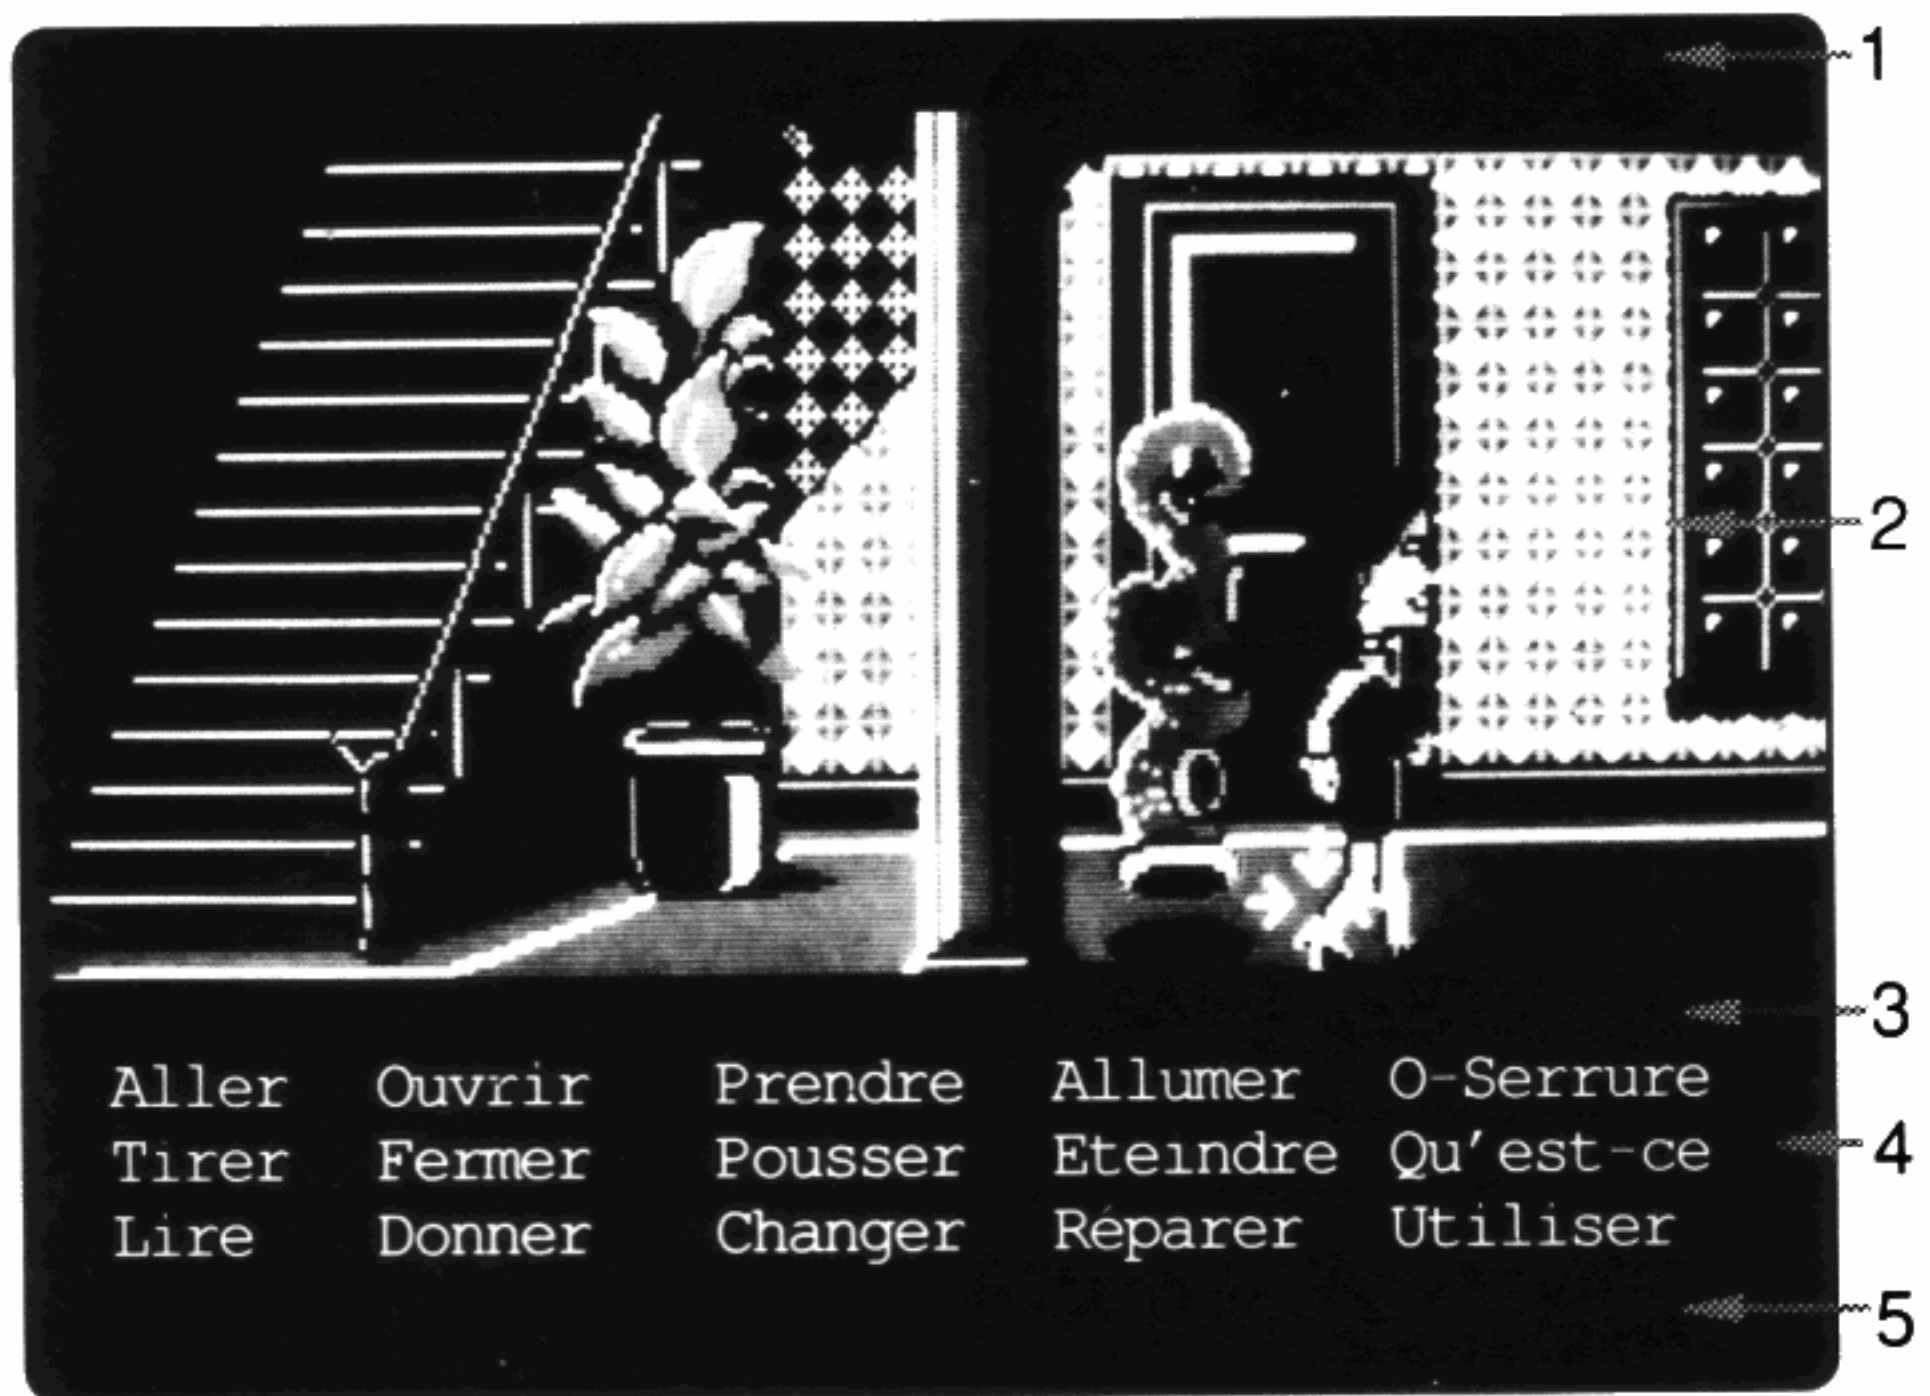 1
2
3
Aller Ouvrir Prendre Allumer O-Serrure
Tirer Fermer Pousser Eteindre Qu'est-ce 4
Lire Donner Changer Réparer Utiliser
5